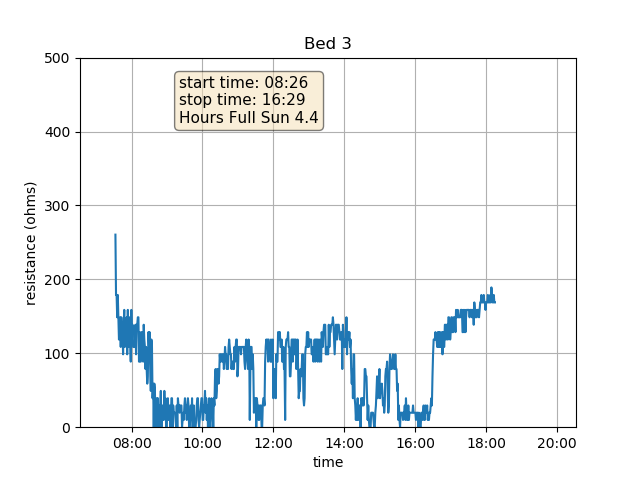 Bed 3
500
start time: 08:26
stop time: 16:29
Hours Full Sun 4.4
400
300
200
100
0
resistance (ohms)
08:00 10:00 12:00 14:00 16:00 18:00 20:00
time